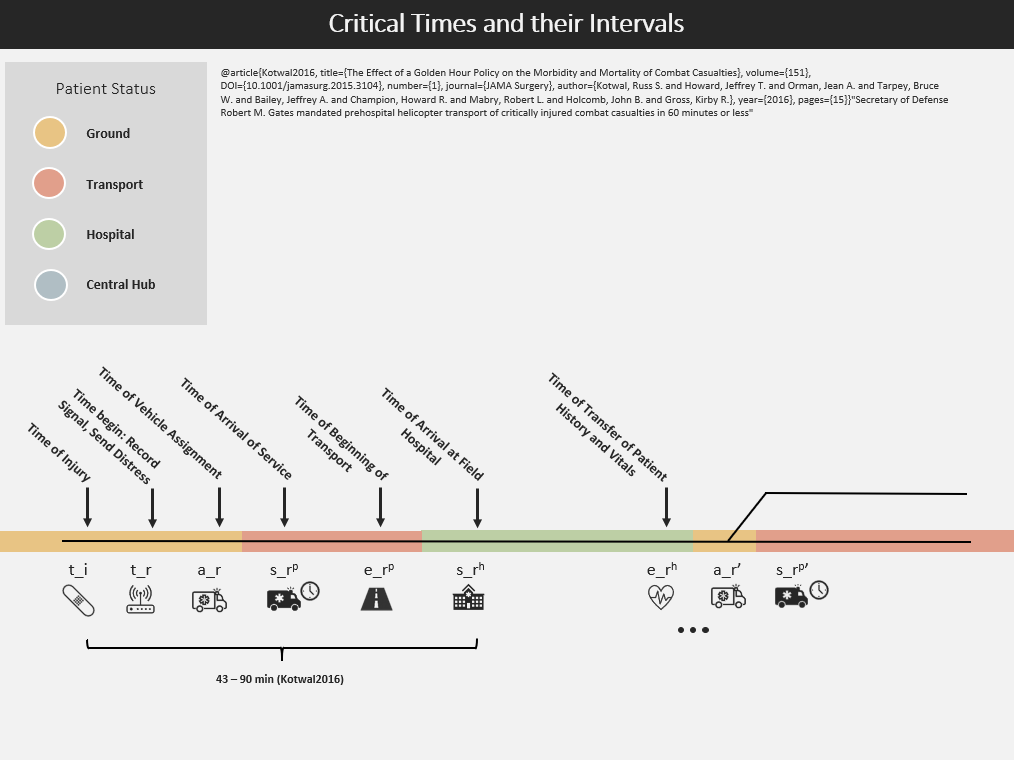 Critical Times and their Intervals
Patient Status
Ground
Transport
Hospital
Central Hub
@article{Kotwal2016, title={The Effect of a Golden Hour Policy on the Morbidity and Mortality of Combat Casualties}, volume={151},
DOI={10.1001/jamasurg.2015.3104}, number={1}, journal={JAMA Surgery}, author={Kotwal, Russ S. and Howard, Jeffrey T. and Orman, Jean A. and Tarpey, Bruce
W. and Bailey, Jeffrey A. and Champion, Howard R. and Mabry, Robert L. and Holcomb, John B. and Gross, Kirby R.}, year={2016}, pages={15}}"Secretary of Defense
Robert M. Gates mandated prehospital helicopter transport of critically injured combat casualties in 60 minutes or less"
Time of Injury
Time begin: Record
Signal, Send Distress
Time of Vehicle Assignment
Time of Arrival of Service
Time of Beginning of
Transport
Time of Arrival at Field
Hospital
Time of Transfer of Patient
History and Vitals
t_i
t_r
a_r
s_rᵖ
e_rᵖ
s_rʰ
e_rʰ
a_r’
s_rᵖ’
•••
43 – 90 min (Kotwal2016)